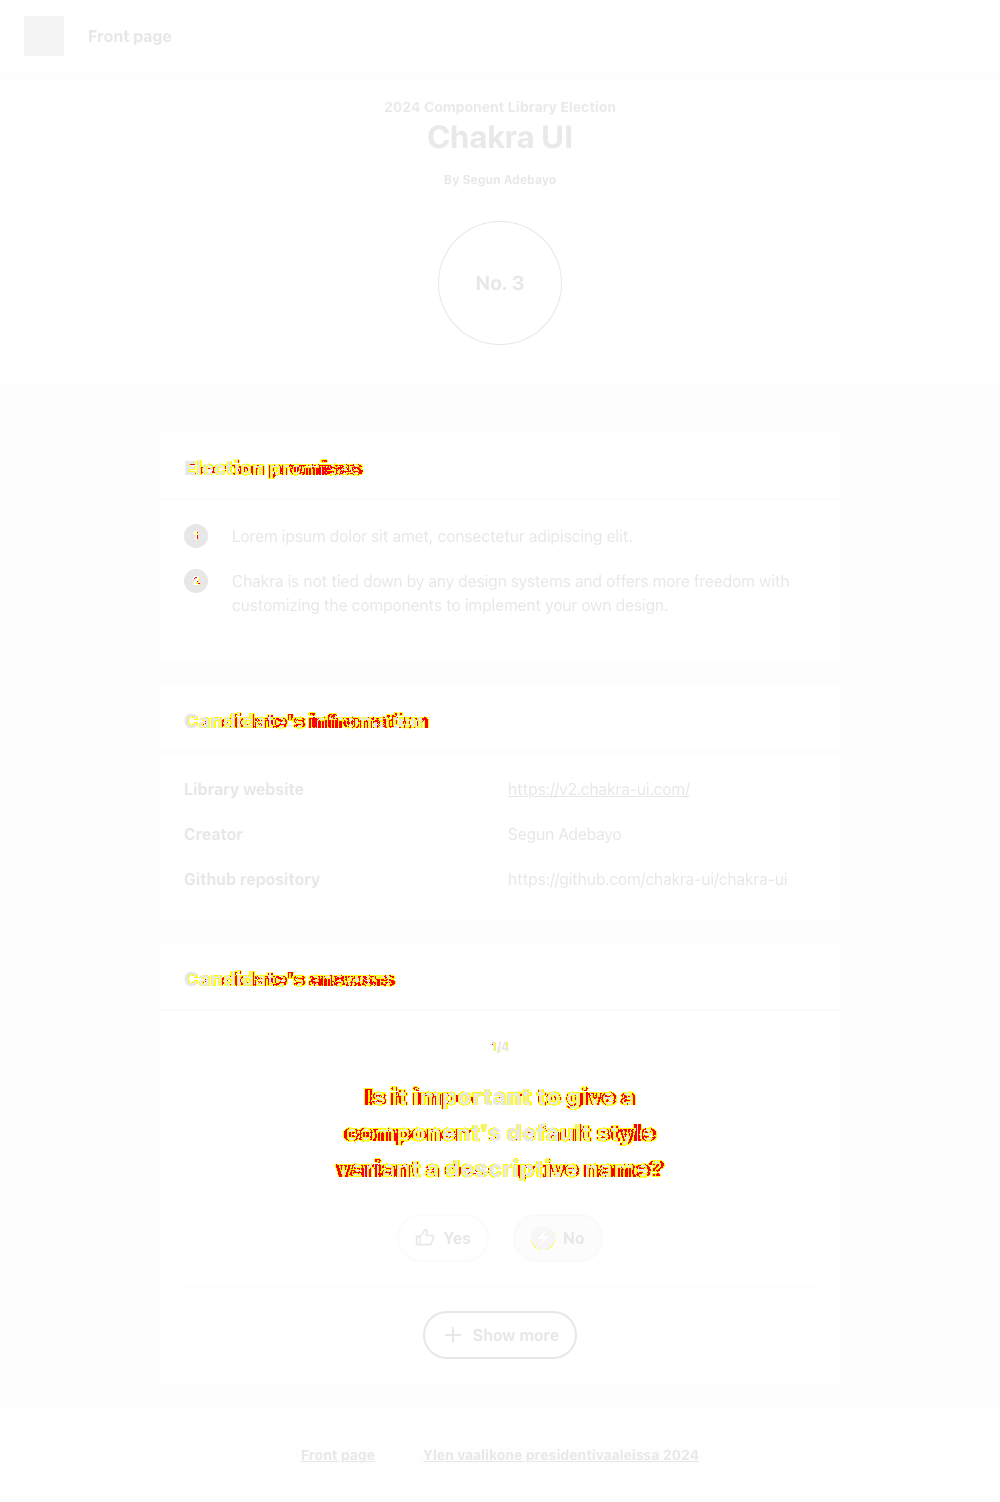 Front page
2024 Component Library Election
Chakra UI
By Segun Adebayo
No. 3
Election promises
1
Lorem ipsum dolor sit amet, consectetur adipiscing elit.
2
Chakra is not tied down by any design systems and offers more freedom with
customizing the components to implement your own design.
Candidate's information
Library website
https://v2.chakra-ui.com/
Creator
Segun Adebayo
Github repository
https://github.com/chakra-ui/chakra-ui
Candidate's answers
1/4
Is it important to give a
component's default style
variant a descriptive name?
Yes
No
Show more
Front page
Ylen vaalikone presidentivaaleissa 2024